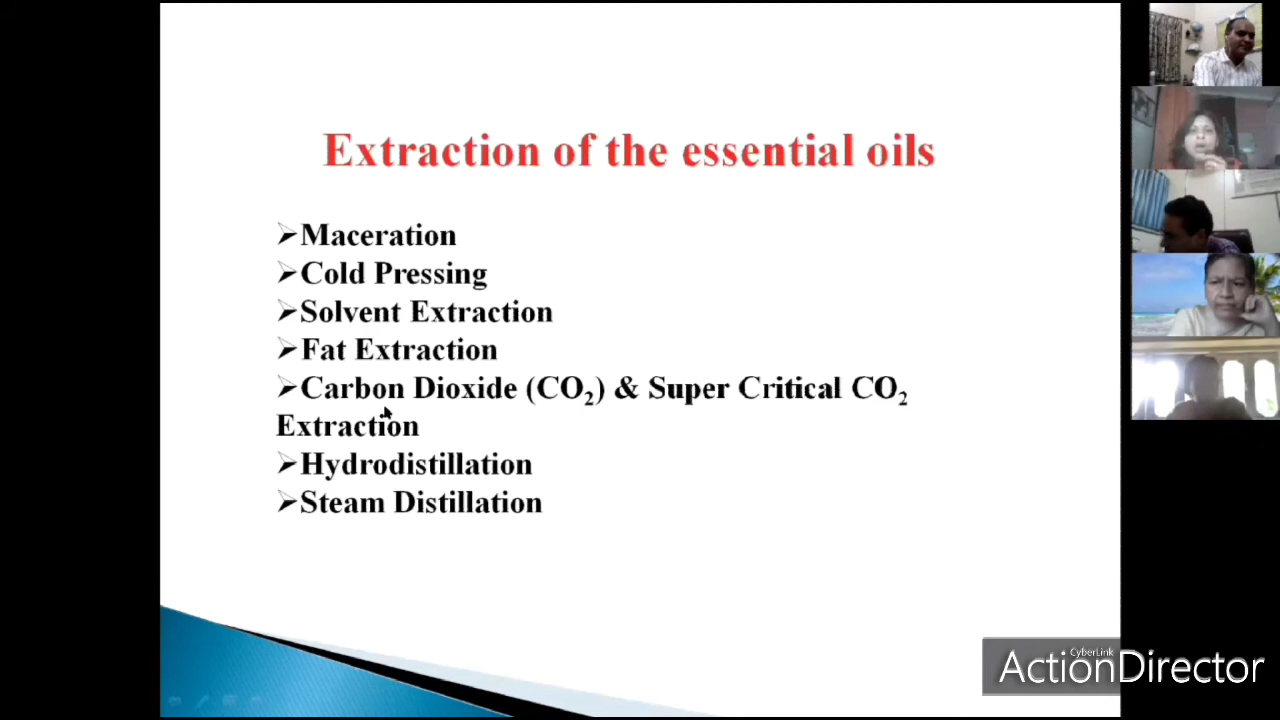 Extraction of the essential oils
➢Maceration
➢Cold Pressing
➢Solvent Extraction
➢Fat Extraction
➢Carbon Dioxide (CO₂) & Super Critical CO₂
Extraction
➢Hydrodistillation
➢Steam Distillation
CyberLink
ActionDirector